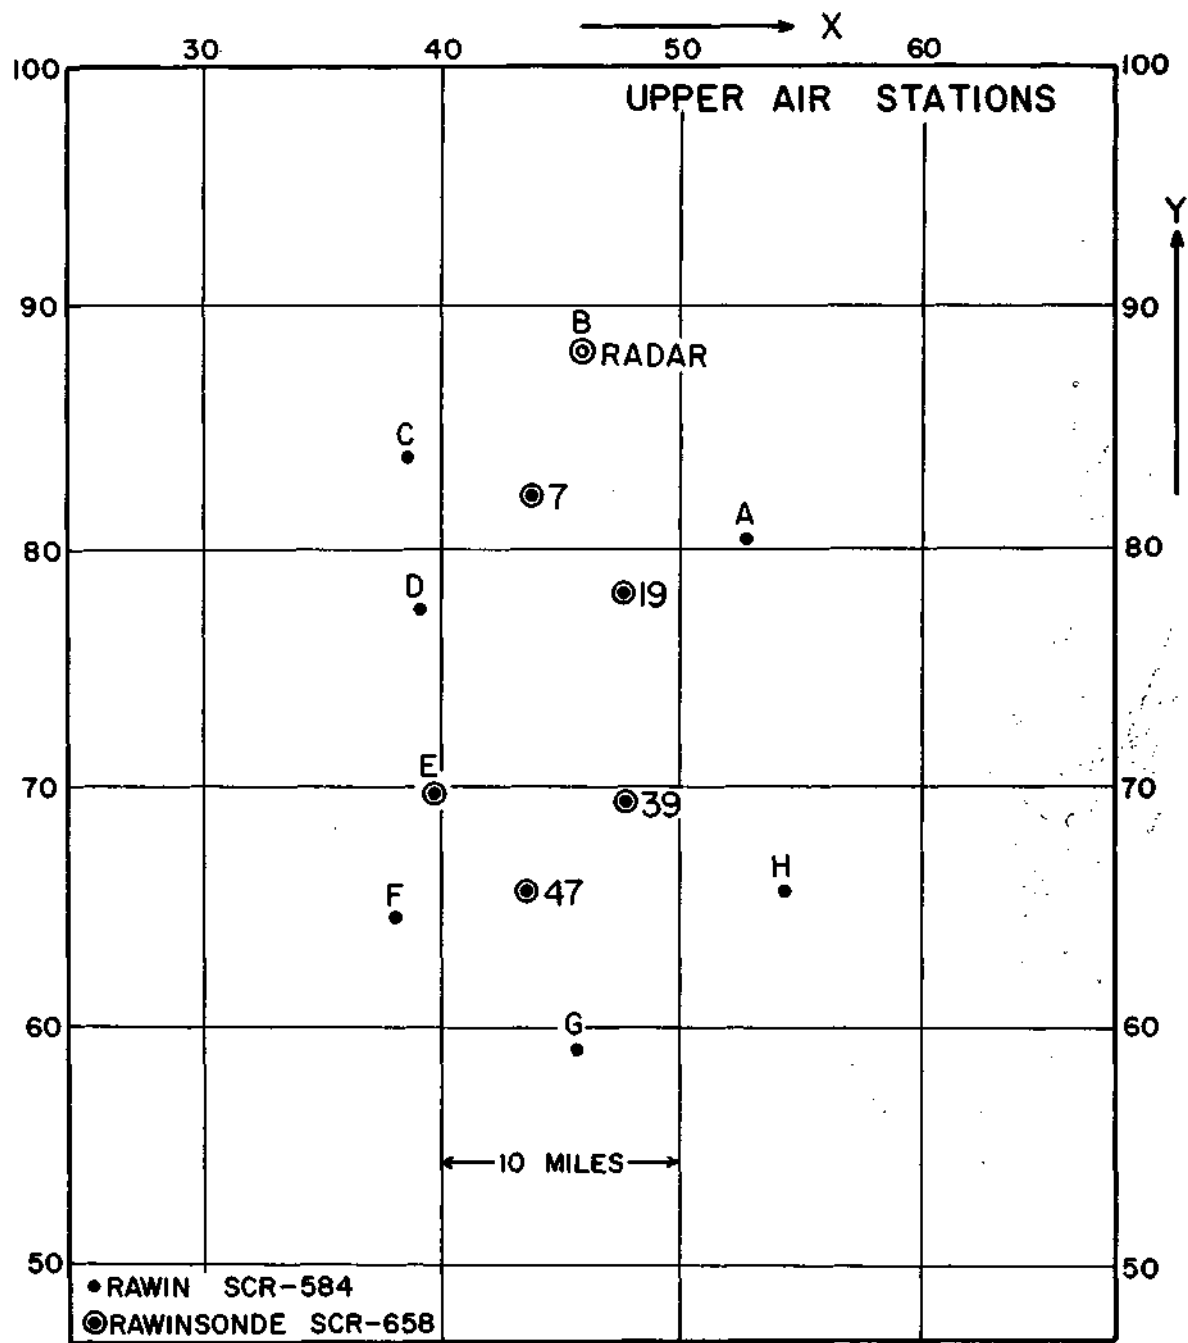 X
30 40 50 60
100 100
UPPER AIR STATIONS
Y
90 90
B
RADAR
C
7
A
80 80
D
19
E
70 70
39
H
F 47
G
60 60
10 MILES
50 50
RAWIN SCR-584
RAWINSONDE SCR-658